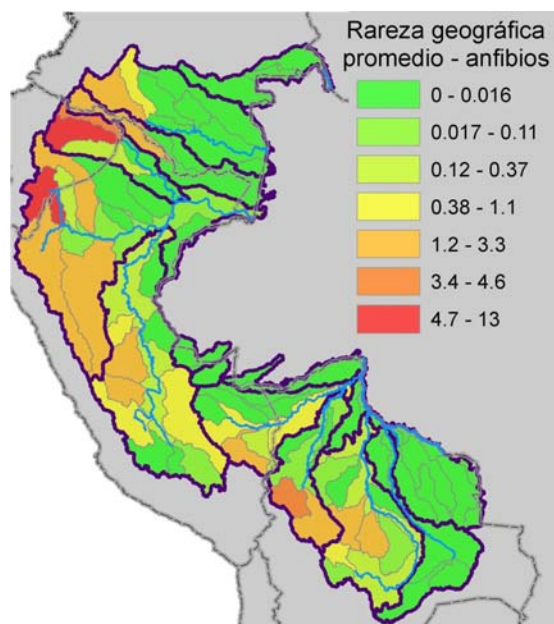 Rareza geográfica
promedio - anfibios
0 - 0.016
0.017 - 0.11
0.12 - 0.37
0.38 - 1.1
1.2 - 3.3
3.4 - 4.6
4.7 - 13